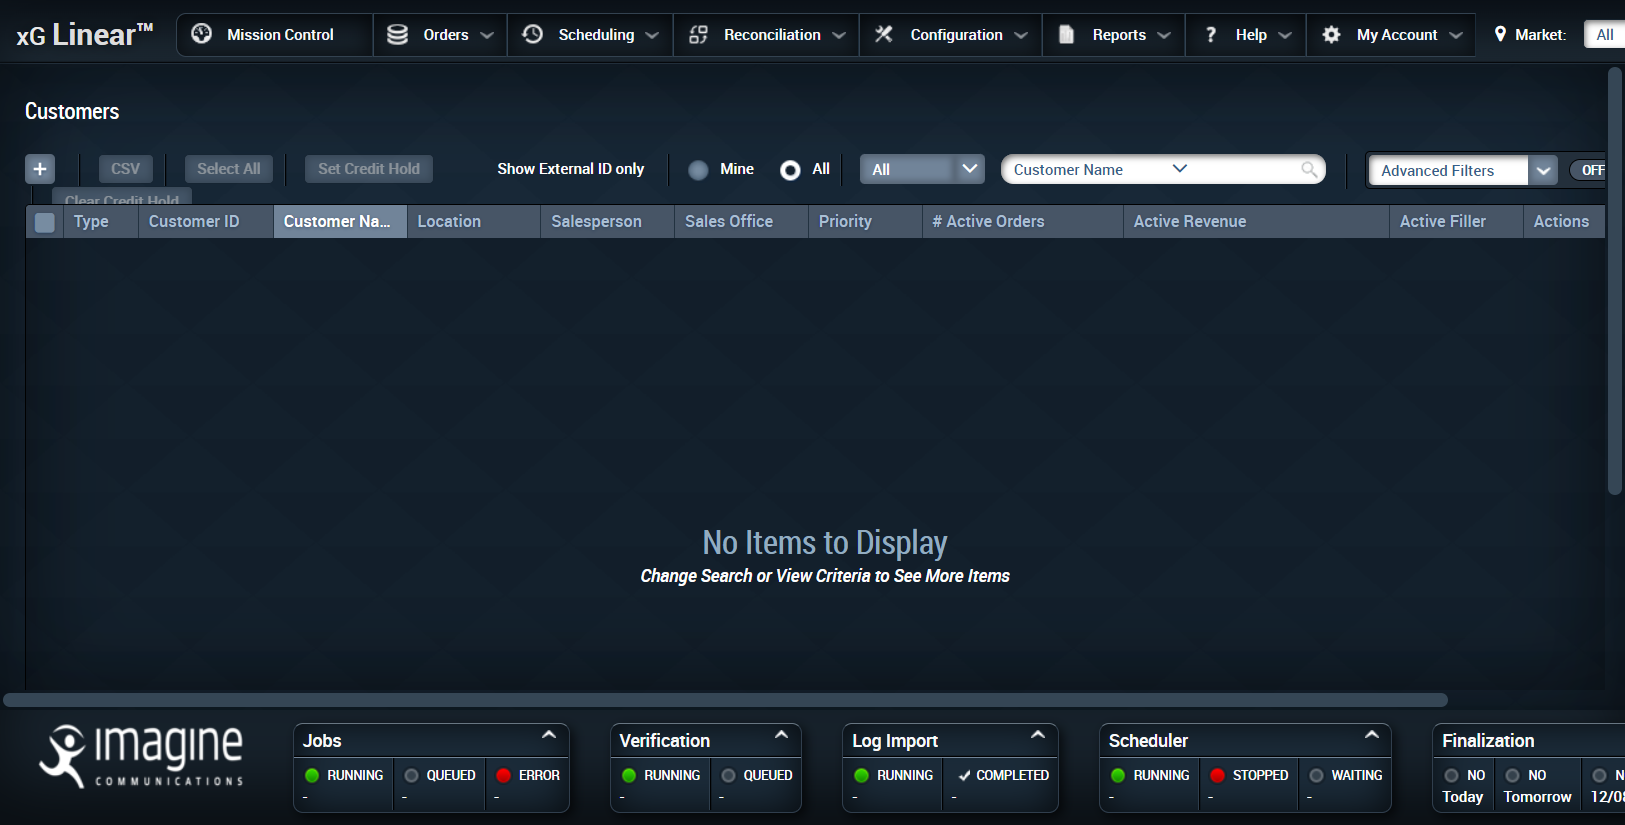 xG Linear™
Mission Control
Orders
Scheduling
Reconciliation
Configuration
Reports
? Help
My Account
Market:
All
Customers
+
CSV
Select All
Set Credit Hold
Show External ID only
Mine
All
All
Customer Name
Advanced Filters
OFF
Clear Credit Hold
Type
Customer ID
Customer Na...
Location
Salesperson
Sales Office
Priority
# Active Orders
Active Revenue
Active Filler
Actions
No Items to Display
Change Search or View Criteria to See More Items
imagine
COMMUNICATIONS
Jobs
RUNNING
-
QUEUED
-
ERROR
-
Verification
RUNNING
-
QUEUED
-
Log Import
RUNNING
-
COMPLETED
-
Scheduler
RUNNING
-
STOPPED
-
WAITING
-
Finalization
NO
Today
NO
Tomorrow
N
12/08